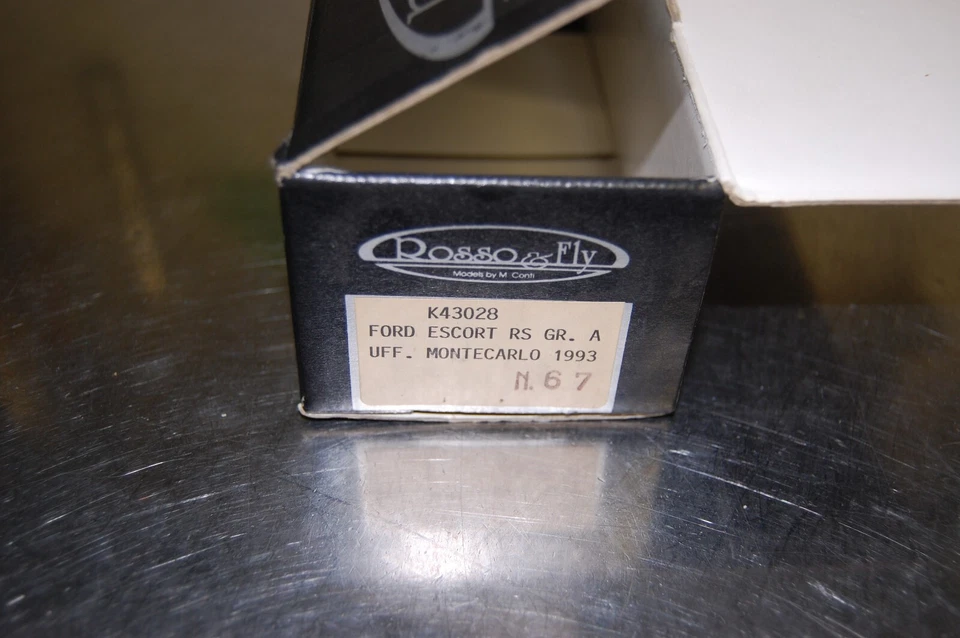 Rosso & Fly
Models by M Conti
K43028
FORD ESCORT RS GR. A
UFF. MONTECARLO 1993
N. 67